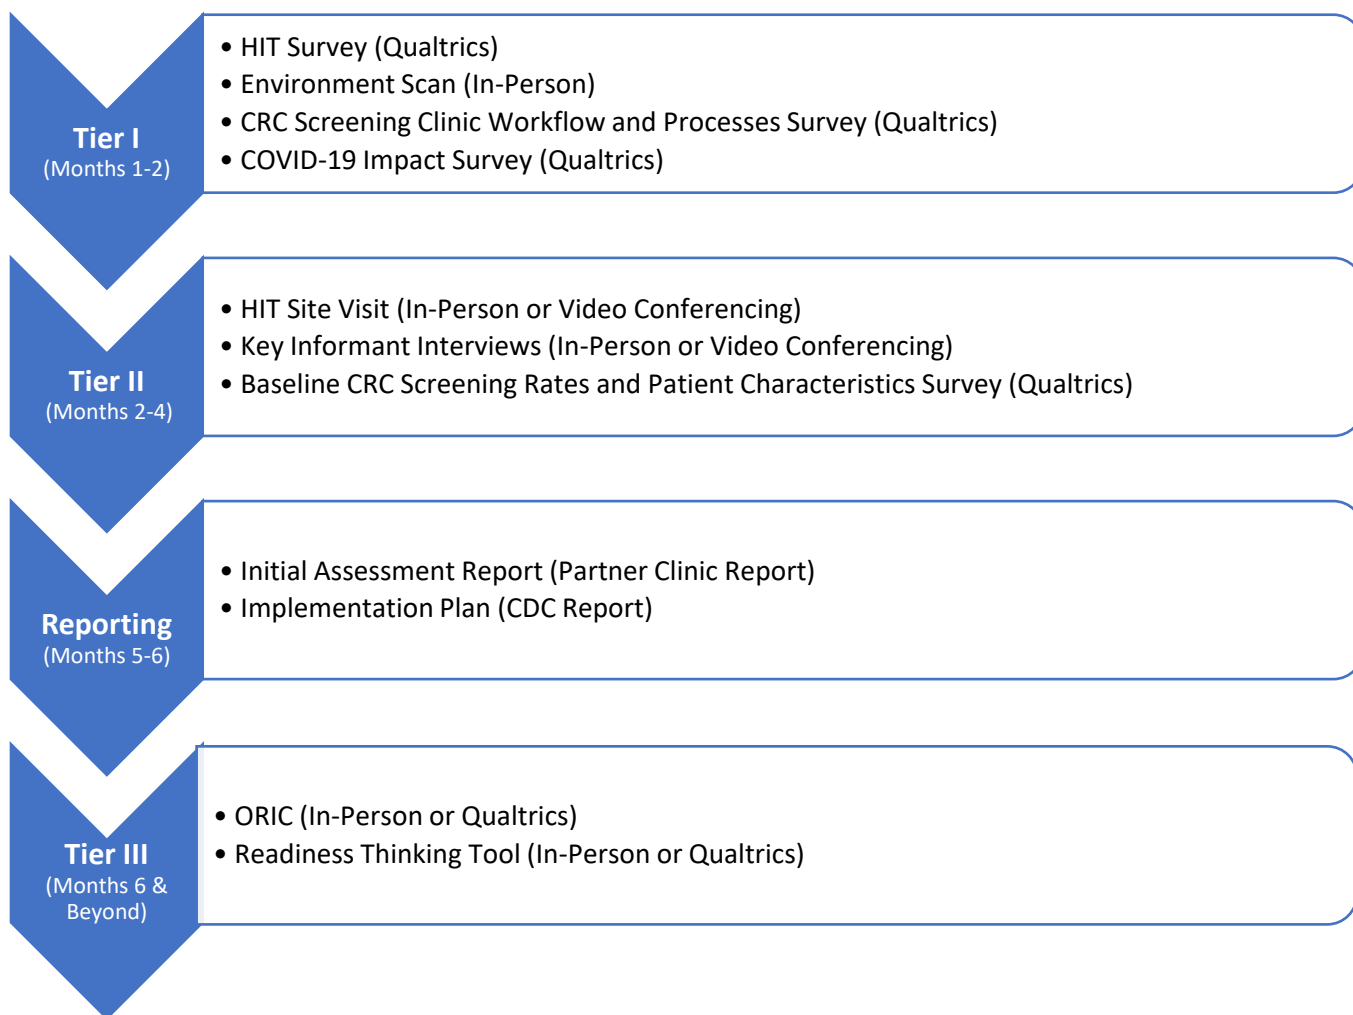 Tier I
(Months 1-2)
• HIT Survey (Qualtrics)
• Environment Scan (In-Person)
• CRC Screening Clinic Workflow and Processes Survey (Qualtrics)
• COVID-19 Impact Survey (Qualtrics)
Tier II
(Months 2-4)
• HIT Site Visit (In-Person or Video Conferencing)
• Key Informant Interviews (In-Person or Video Conferencing)
• Baseline CRC Screening Rates and Patient Characteristics Survey (Qualtrics)
Reporting
(Months 5-6)
• Initial Assessment Report (Partner Clinic Report)
• Implementation Plan (CDC Report)
Tier III
(Months 6 &
Beyond)
• ORIC (In-Person or Qualtrics)
• Readiness Thinking Tool (In-Person or Qualtrics)